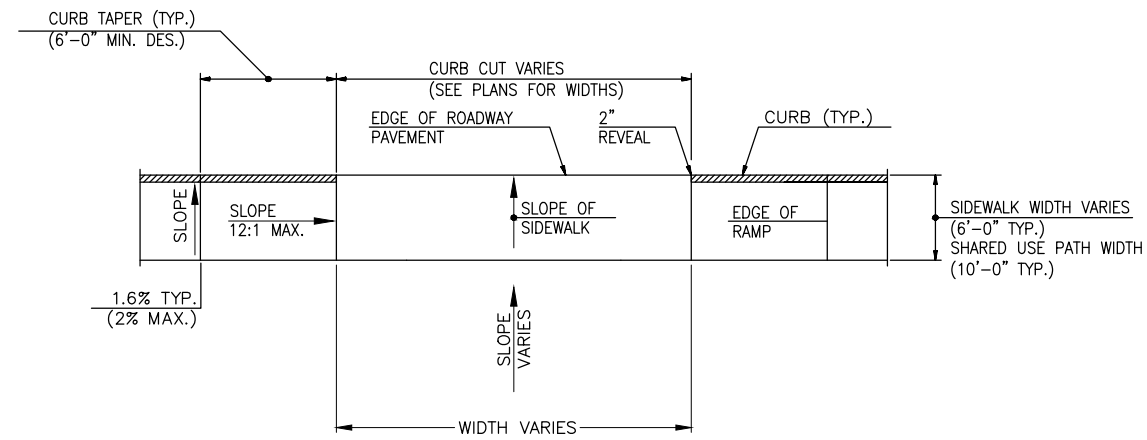 CURB TAPER (TYP.)
(6'-0" MIN. DES.)
CURB CUT VARIES
(SEE PLANS FOR WIDTHS)
EDGE OF ROADWAY
PAVEMENT
2"
REVEAL
CURB (TYP.)
SLOPE
SLOPE
12:1 MAX.
SLOPE OF
SIDEWALK
EDGE OF
RAMP
SIDEWALK WIDTH VARIES
(6'-0" TYP.)
SHARED USE PATH WIDTH
(10'-0" TYP.)
1.6% TYP.
(2% MAX.)
SLOPE
VARIES
WIDTH VARIES